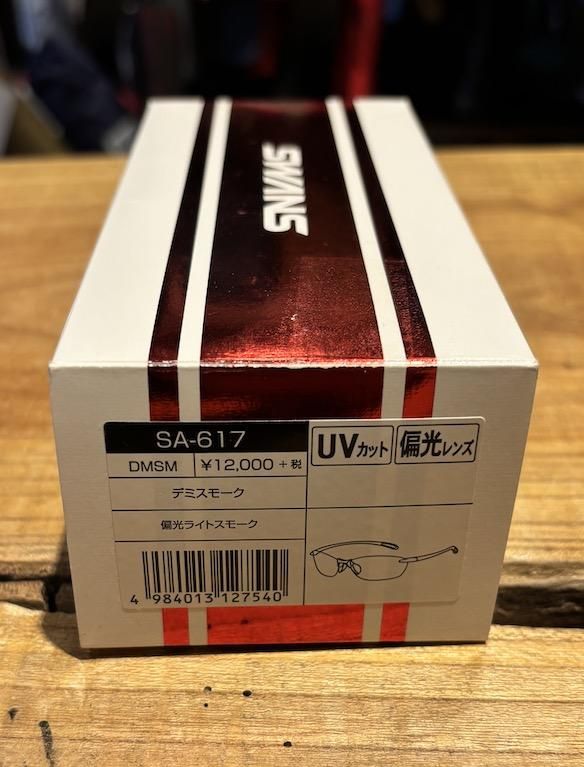 SWANS
SA-617
DMSM ¥12,000 +税
デミスモーク
偏光ライトスモーク
UVカット 偏光レンズ
4 984013 127540